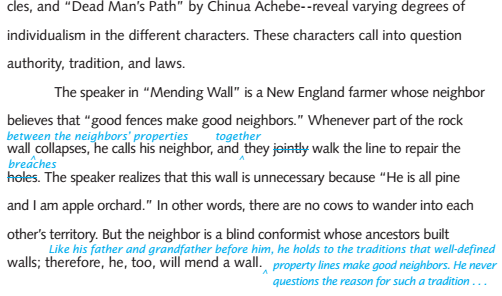 cles, and “Dead Man’s Path” by Chinua Achebe--reveal varying degrees of
individualism in the different characters. These characters call into question
authority, tradition, and laws.
The speaker in “Mending Wall” is a New England farmer whose neighbor
believes that “good fences make good neighbors.” Whenever part of the rock
between the neighbors’ properties together
wall collapses, he calls his neighbor, and they jointly walk the line to repair the
breaches
holes. The speaker realizes that this wall is unnecessary because “He is all pine
and I am apple orchard.” In other words, there are no cows to wander into each
other’s territory. But the neighbor is a blind conformist whose ancestors built
Like his father and grandfather before him, he holds to the traditions that well-defined
walls; therefore, he, too, will mend a wall. property lines make good neighbors. He never
questions the reason for such a tradition . . .